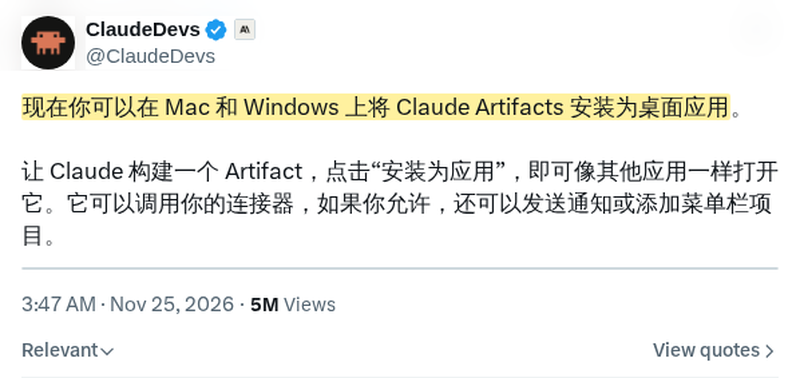 ClaudeDevs
@ClaudeDevs
现在你可以在 Mac 和 Windows 上将 Claude Artifacts 安装为桌面应用。
让 Claude 构建一个 Artifact，点击“安装为应用”，即可像其他应用一样打开
它。它可以调用你的连接器，如果你允许，还可以发送通知或添加菜单栏项
目。
3:47 AM · Nov 25, 2026 · 5M Views
Relevant
View quotes